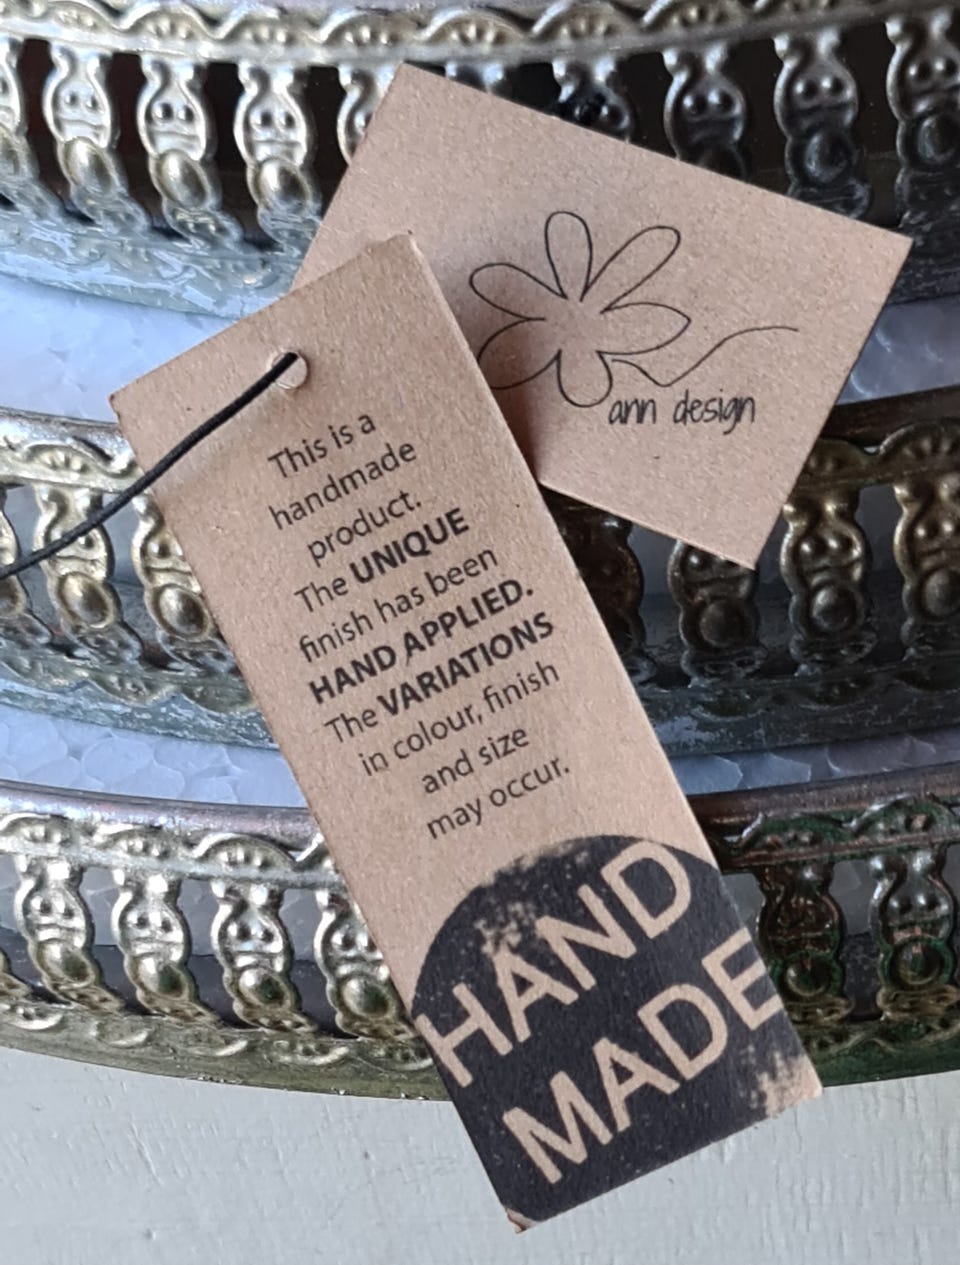 ann design
This is a
handmade
product.
The UNIQUE
finish has been
HAND APPLIED.
The VARIATIONS
in colour, finish
and size
may occur.
HAND
MADE